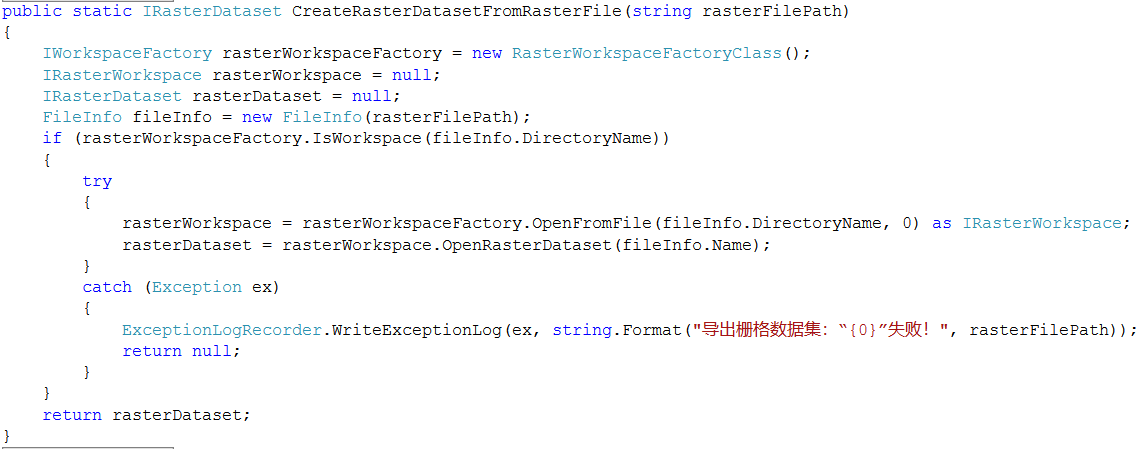 public static IRasterDataset CreateRasterDatasetFromRasterFile(string rasterFilePath)
{
    IWorkspaceFactory rasterWorkspaceFactory = new RasterWorkspaceFactoryClass();
    IRasterWorkspace rasterWorkspace = null;
    IRasterDataset rasterDataset = null;
    FileInfo fileInfo = new FileInfo(rasterFilePath);
    if (rasterWorkspaceFactory.IsWorkspace(fileInfo.DirectoryName))
    {
        try
        {
            rasterWorkspace = rasterWorkspaceFactory.OpenFromFile(fileInfo.DirectoryName, 0) as IRasterWorkspace;
            rasterDataset = rasterWorkspace.OpenRasterDataset(fileInfo.Name);
        }
        catch (Exception ex)
        {
            ExceptionLogRecorder.WriteExceptionLog(ex, string.Format("导出栅格数据集：“{0}”失败！", rasterFilePath));
            return null;
        }
    }
    return rasterDataset;
}